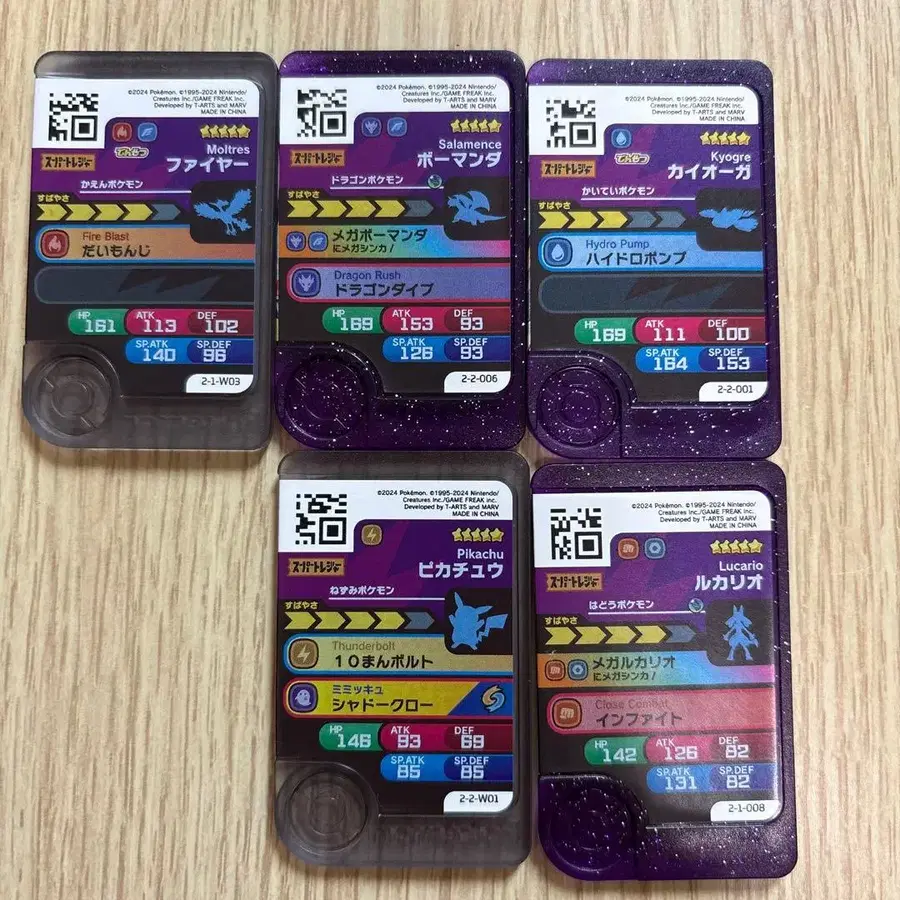 ©2024 Pokémon. ©1995-2024 Nintendo/
Creatures Inc./GAME FREAK inc.
Developed by T-ARTS and MARV
MADE IN CHINA
Moltres
ファイヤー
スーパートレジャー
でんせつ
かえんポケモン
すばやさ
Fire Blast
だいもんじ
HP 161
ATK 113
DEF 102
SP.ATK 140
SP.DEF 96
2-1-W03
©2024 Pokémon. ©1995-2024 Nintendo/
Creatures Inc./GAME FREAK inc.
Developed by T-ARTS and MARV
MADE IN CHINA
Salamence
ボーマンダ
スーパートレジャー
ドラゴンポケモン
すばやさ
メガボーマンダ
にメガシンカ!
Dragon Rush
ドラゴンダイブ
HP 169
ATK 153
DEF 93
SP.ATK 126
SP.DEF 93
2-2-006
©2024 Pokémon. ©1995-2024 Nintendo/
Creatures Inc./GAME FREAK inc.
Developed by T-ARTS and MARV
MADE IN CHINA
Kyogre
カイオーガ
スーパートレジャー
でんせつ
かいていポケモン
すばやさ
Hydro Pump
ハイドロポンプ
HP 169
ATK 111
DEF 100
SP.ATK 164
SP.DEF 153
2-2-001
©2024 Pokémon. ©1995-2024 Nintendo/
Creatures Inc./GAME FREAK inc.
Developed by T-ARTS and MARV
MADE IN CHINA
Pikachu
ピカチュウ
スーパートレジャー
ねずみポケモン
すばやさ
Thunderbolt
10まんボルト
ミミッキュ
シャドークロー
HP 146
ATK 93
DEF 69
SP.ATK 85
SP.DEF 85
2-2-W01
©2024 Pokémon. ©1995-2024 Nintendo/
Creatures Inc./GAME FREAK inc.
Developed by T-ARTS and MARV
MADE IN CHINA
Lucario
ルカリオ
スーパートレジャー
はどうポケモン
すばやさ
メガルカリオ
にメガシンカ!
Close Combat
インファイト
HP 142
ATK 126
DEF 82
SP.ATK 131
SP.DEF 82
2-1-008